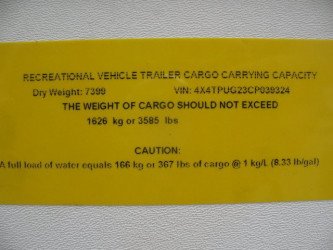 RECREATIONAL VEHICLE TRAILER CARGO CARRYING CAPACITY
Dry Weight: 7399 VIN: 4X4TPUG23CP039324
THE WEIGHT OF CARGO SHOULD NOT EXCEED
1626 kg or 3585 lbs
CAUTION:
A full load of water equals 166 kg or 367 lbs of cargo @ 1 kg/L (8.33 lb/gal)